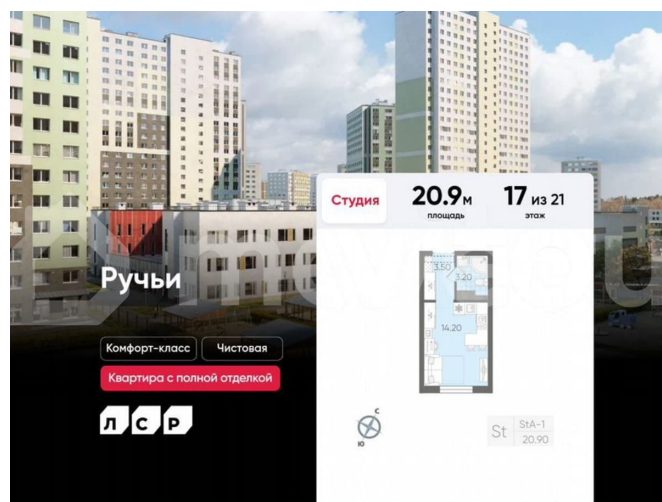 Студия
20.9м
площадь
17 из 21
этаж
3.50
3.20
14.20
Ручьи
Комфорт-класс
Чистовая
Квартира с полной отделкой
ЛСР
С
Ю
St
StA-1
20.90